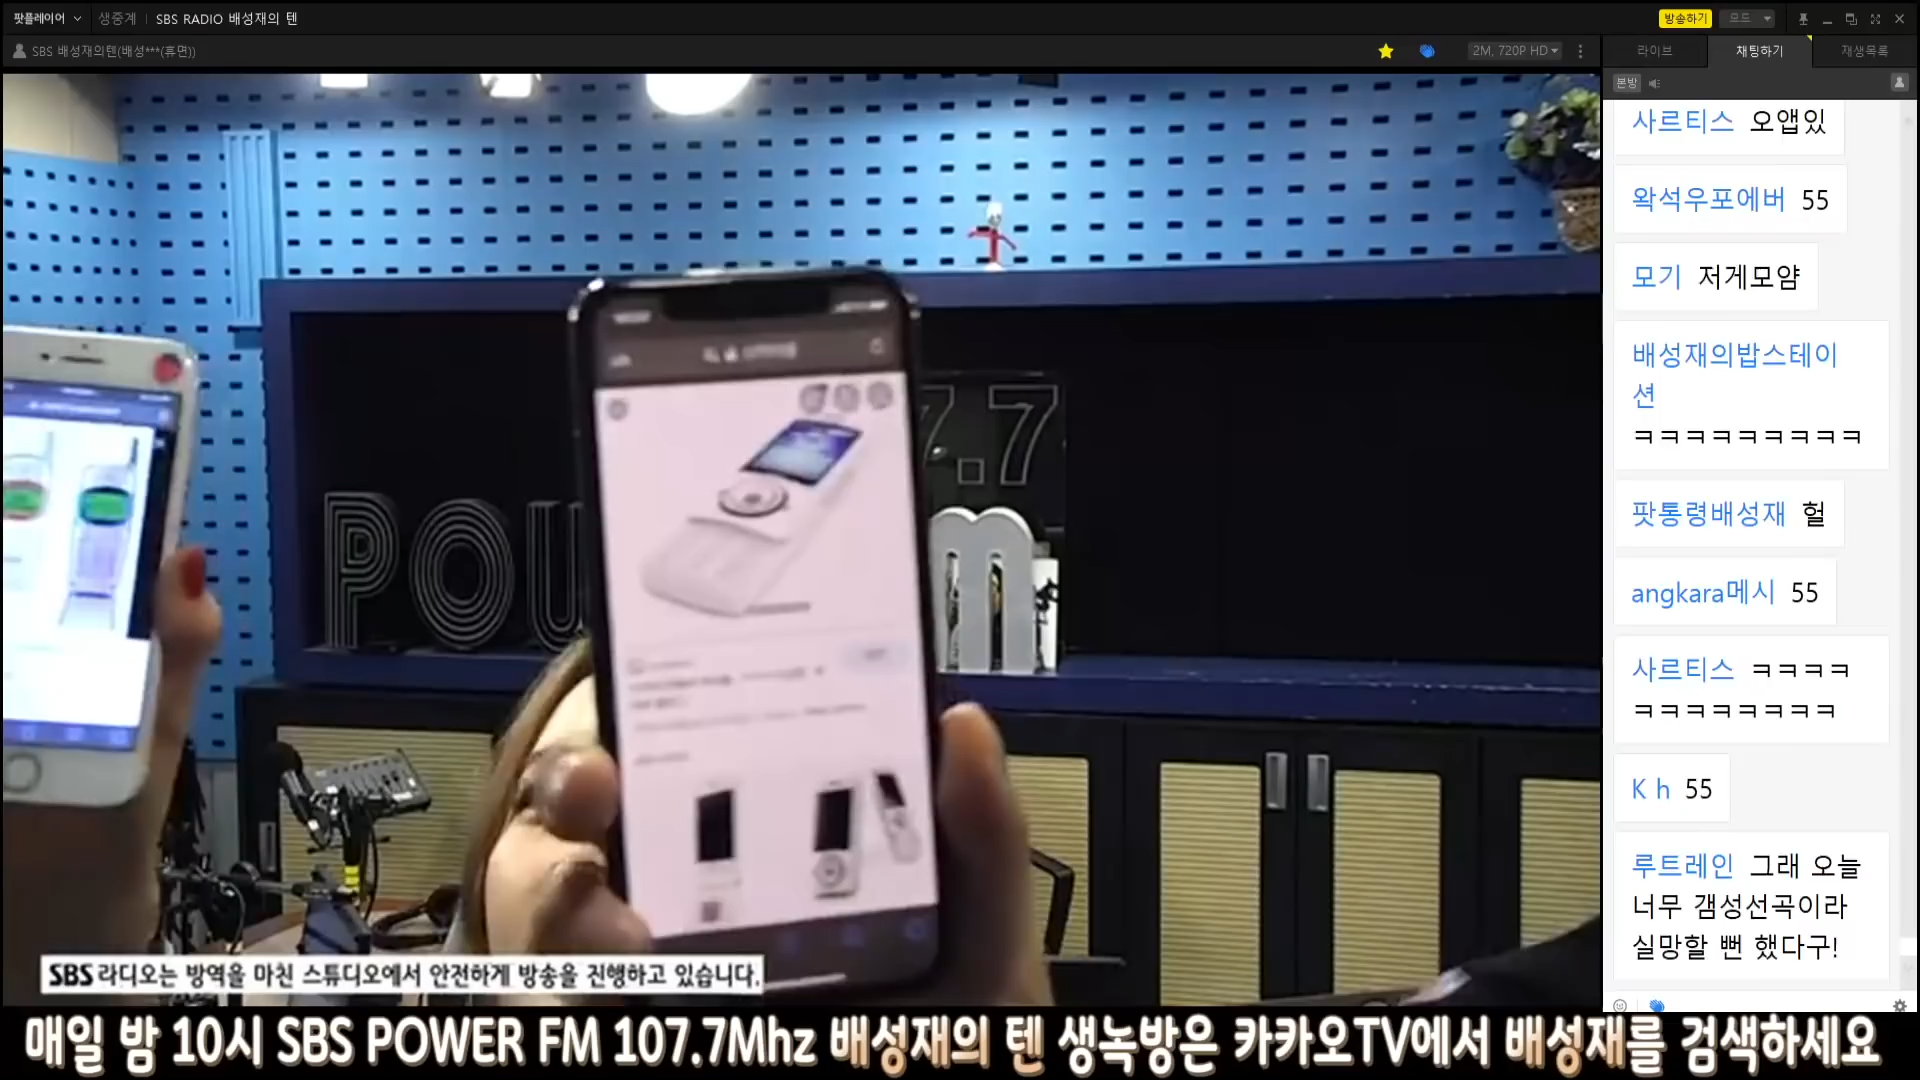 팟플레이어
생중계
SBS RADIO 배성재의 텐
방송하기
모드
SBS 배성재의텐(배성***(휴면))
2M, 720P HD
라이브
채팅하기
재생목록
본방
사르티스 오앱있
왁석우포에버 55
모기 저게모얌
배성재의밥스테이
션
ㅋㅋㅋㅋㅋㅋㅋㅋㅋ
팟통령배성재 헐
angkara메시 55
사르티스 ㅋㅋㅋㅋ
ㅋㅋㅋㅋㅋㅋㅋㅋ
K h 55
루트레인 그래 오늘
너무 갬성선곡이라
실망할 뻔 했다구!
7.7
POW
m
SBS 라디오는 방역을 마친 스튜디오에서 안전하게 방송을 진행하고 있습니다.
매일 밤 10시 SBS POWER FM 107.7Mhz 배성재의 텐 생녹방은 카카오TV에서 배성재를 검색하세요